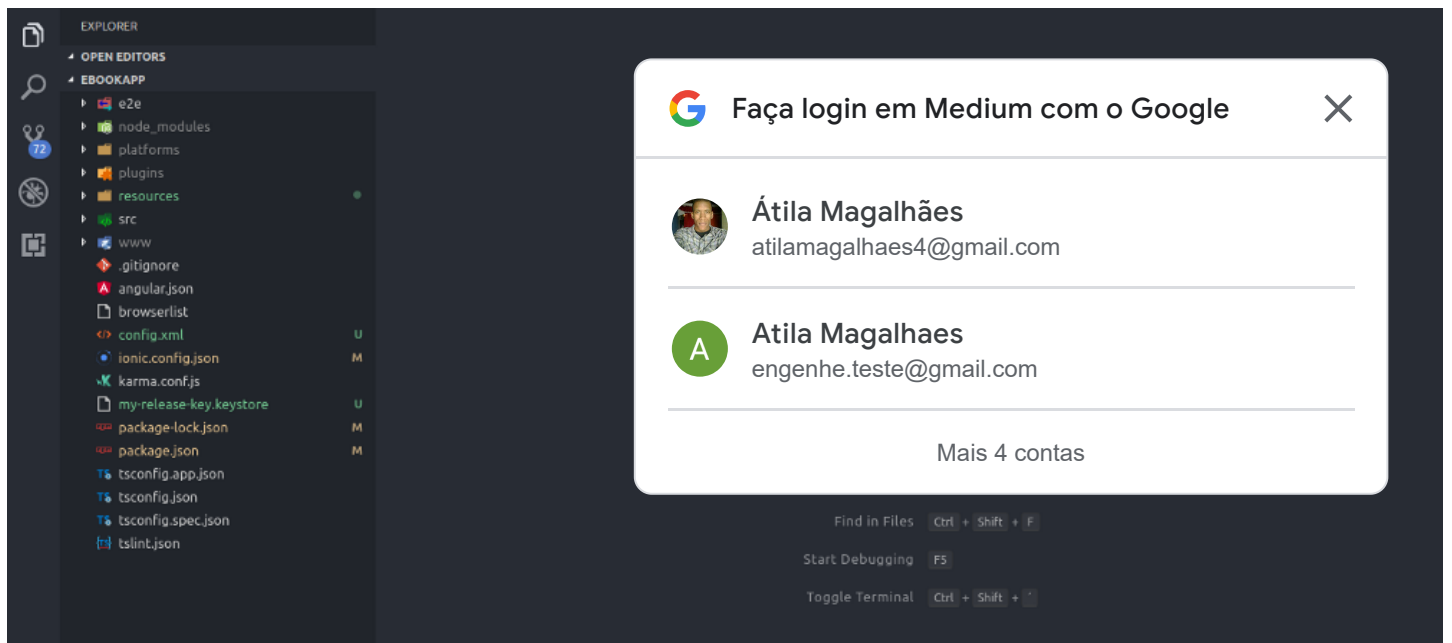 EXPLORER
OPEN EDITORS
EBOOKAPP
e2e
node_modules
platforms
plugins
resources
src
www
.gitignore
angular.json
browserlist
config.xml U
ionic.config.json M
karma.conf.js
my-release-key.keystore U
package-lock.json M
package.json M
tsconfig.app.json
tsconfig.json
tsconfig.spec.json
tslint.json
72
Faça login em Medium com o Google
Átila Magalhães
atilamagalhaes4@gmail.com
A
Atila Magalhaes
engenhe.teste@gmail.com
Mais 4 contas
Find in Files Ctrl + Shift + F
Start Debugging F5
Toggle Terminal Ctrl + Shift + `